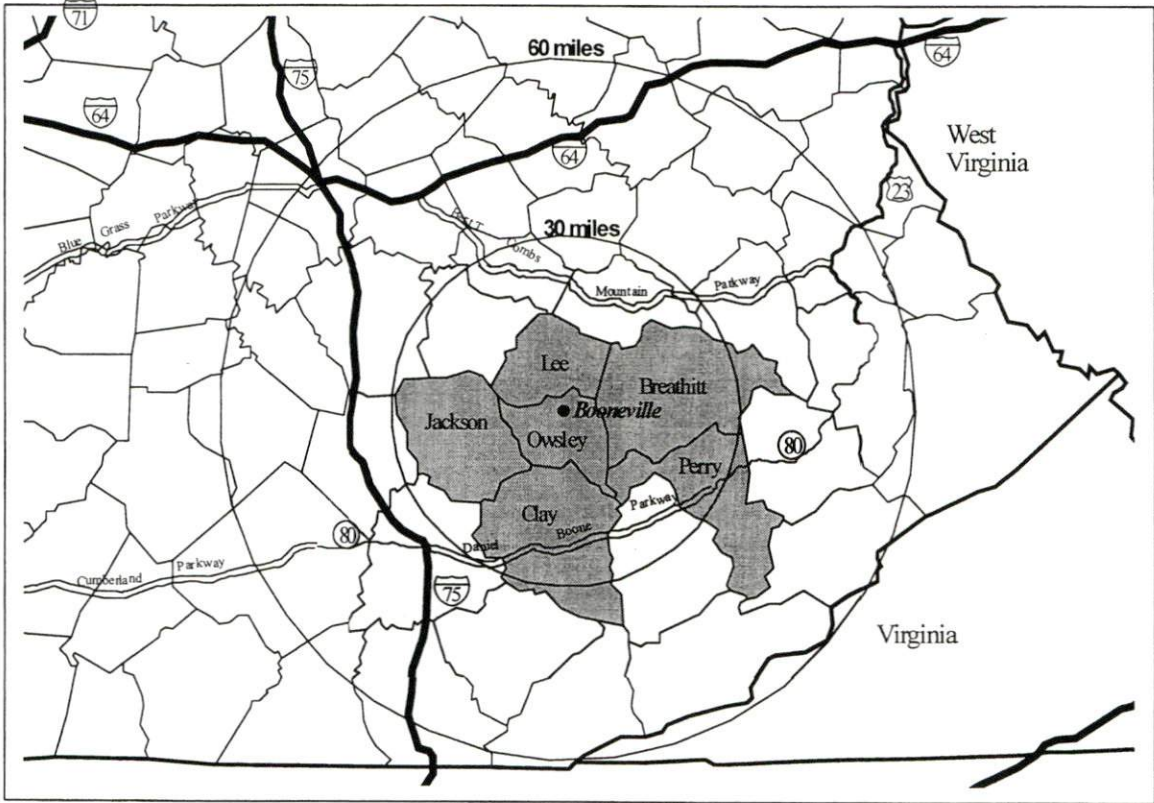 71
60 miles
75
64
64
64
West
Virginia
23
Blue Grass Parkway
30 miles
Combs
Mountain
Parkway
Lee
Breathitt
Jackson
Booneville
Owsley
80
Perry
Clay
Parkway
Boone
Daniel
80
Cumberland Parkway
75
Virginia